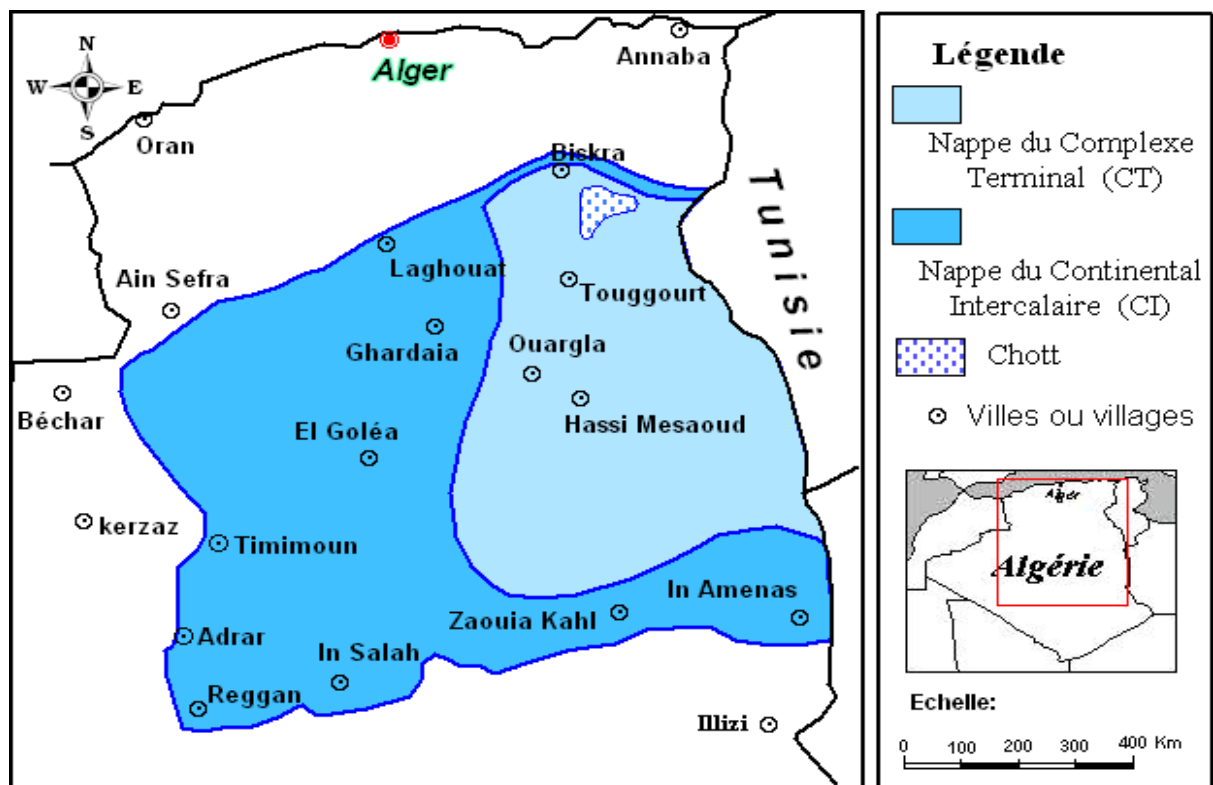 N
W E
S
Alger
Annaba
Oran
Biskra
Tunisie
Laghouat
Ain Sefra
Touggourt
Ghardaia
Ouargla
Béchar
Hassi Mesaoud
El Goléa
kerzaz
Timimoun
In Amenas
Zaouia Kahl
Adrar
In Salah
Reggan
Illizi
Légende
Nappe du Complexe
Terminal (CT)
Nappe du Continental
Intercalaire (CI)
Chott
Villes ou villages
Alger
Algérie
Echelle:
0 100 200 300 400 Km